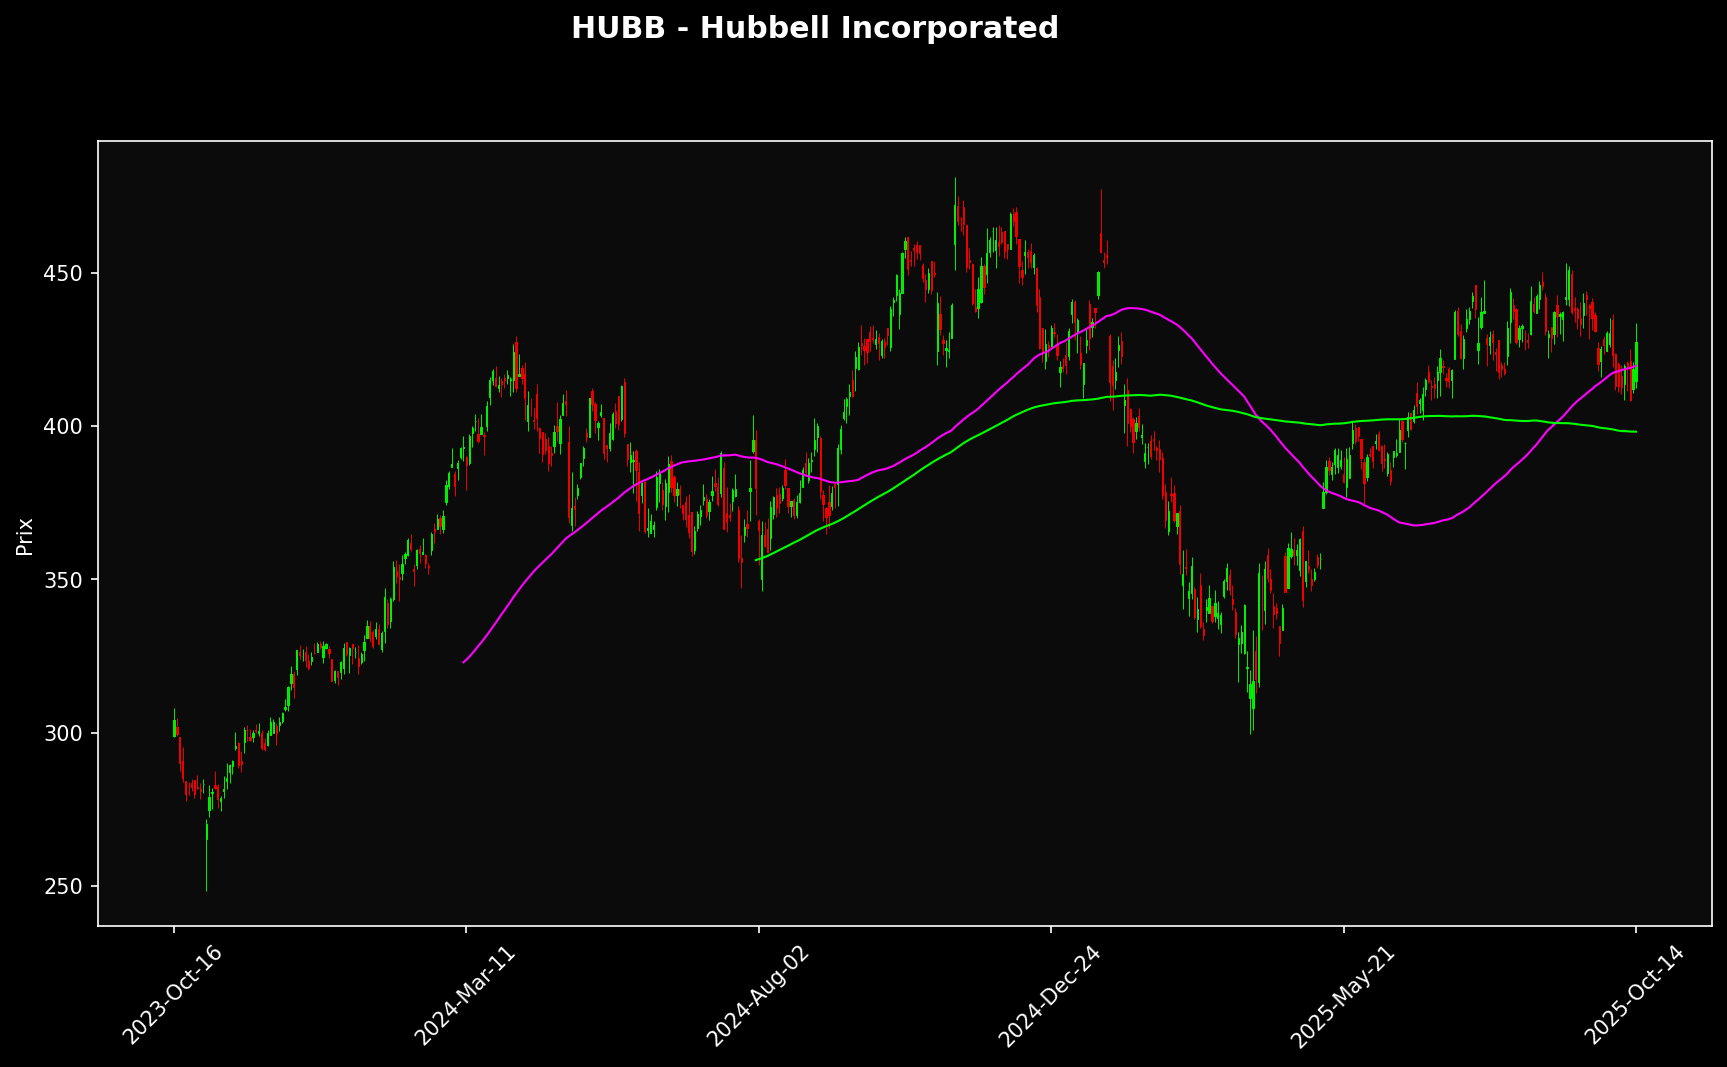 HUBB - Hubbell Incorporated
Prix
450
400
350
300
250
2023-Oct-16
2024-Mar-11
2024-Aug-02
2024-Dec-24
2025-May-21
2025-Oct-14